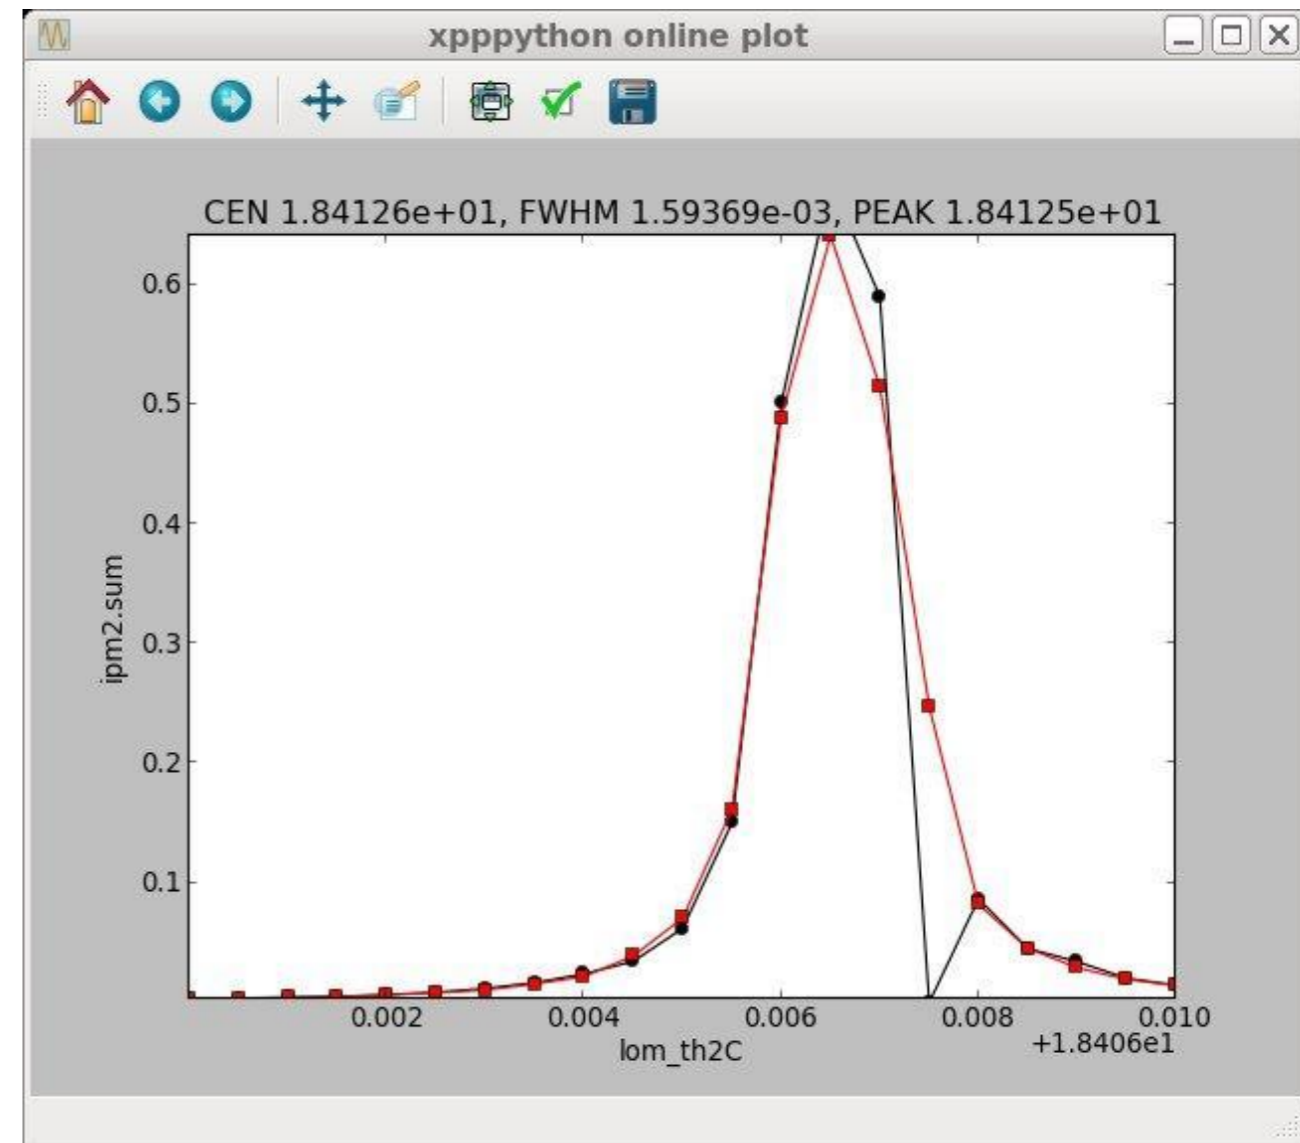 xpppython online plot
CEN 1.84126e+01, FWHM 1.59369e-03, PEAK 1.84125e+01
0.6
0.5
0.4
0.3
0.2
0.1
ipm2.sum
0.002 0.004 0.006 0.008 0.010
lom_th2C
+1.8406e1